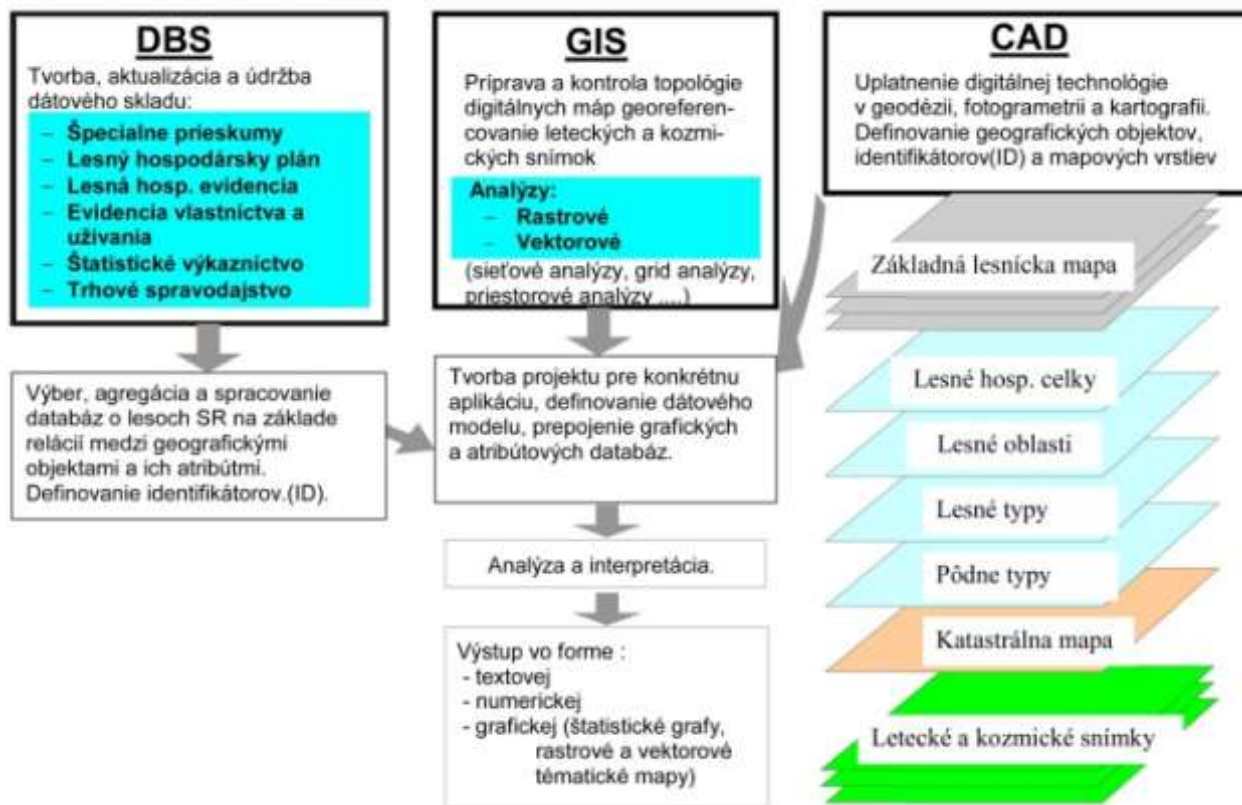 DBS
Tvorba, aktualizácia a údržba
dátového skladu:
– Špecialne prieskumy
– Lesný hospodársky plán
– Lesná hosp. evidencia
– Evidencia vlastníctva a
užívania
– Štatistické výkazníctvo
– Trhové spravodajstvo
Výber, agregácia a spracovanie
databáz o lesoch SR na základe
relácií medzi geografickými
objektami a ich atribútmi.
Definovanie identifikátorov.(ID).
GIS
Príprava a kontrola topológie
digitálnych máp georeferen-
covanie leteckých a kozmi-
ckých snímok
Analýzy:
– Rastrové
– Vektorové
(sieťové analýzy, grid analýzy,
priestorové analýzy ....)
Tvorba projektu pre konkrétnu
aplikáciu, definovanie dátového
modelu, prepojenie grafických
a atribútových databáz.
Analýza a interpretácia.
Výstup vo forme :
- textovej
- numerickej
- grafickej (štatistické grafy,
rastrové a vektorové
tématické mapy)
CAD
Uplatnenie digitálnej technológie
v geodézii, fotogrametrii a kartografii.
Definovanie geografických objektov,
identifikátorov(ID) a mapových vrstiev
Základná lesnícka mapa
Lesné hosp. celky
Lesné oblasti
Lesné typy
Pôdne typy
Katastrálna mapa
Letecké a kozmické snímky